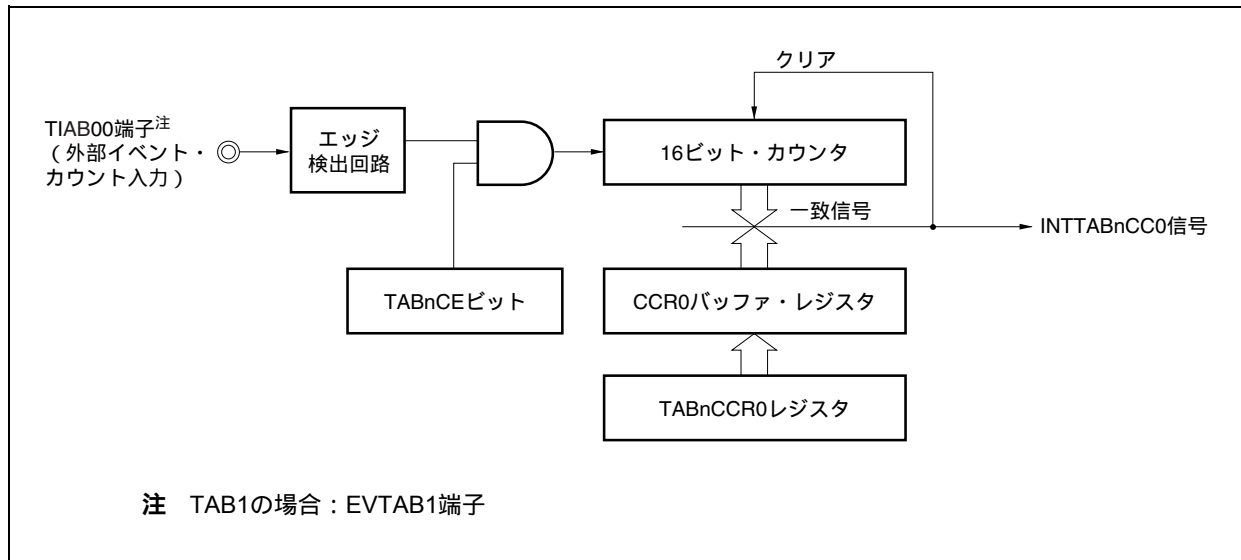 クリア
TIAB00端子注
（外部イベント・
カウント入力）
エッジ
検出回路
16ビット・カウンタ
一致信号
INTTABnCC0信号
TABnCEビット
CCR0バッファ・レジスタ
TABnCCR0レジスタ
注 TAB1の場合：EVTAB1端子